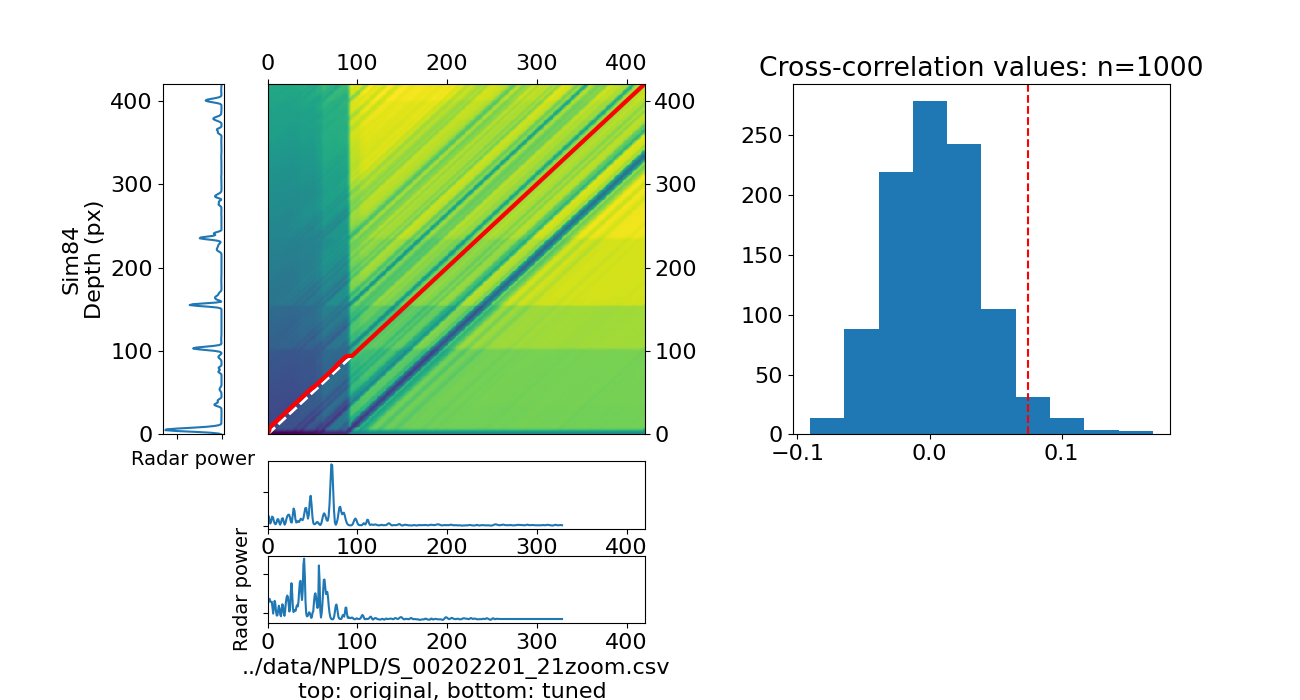 0 100 200 300 400
Cross-correlation values: n=1000
400
300
200
100
0
Sim84
Depth (px)
Radar power
400
300
200
100
0
250
200
150
100
50
0
−0.1 0.0 0.1
0 100 200 300 400
Radar power
0 100 200 300 400
../data/NPLD/S_00202201_21zoom.csv
top: original, bottom: tuned